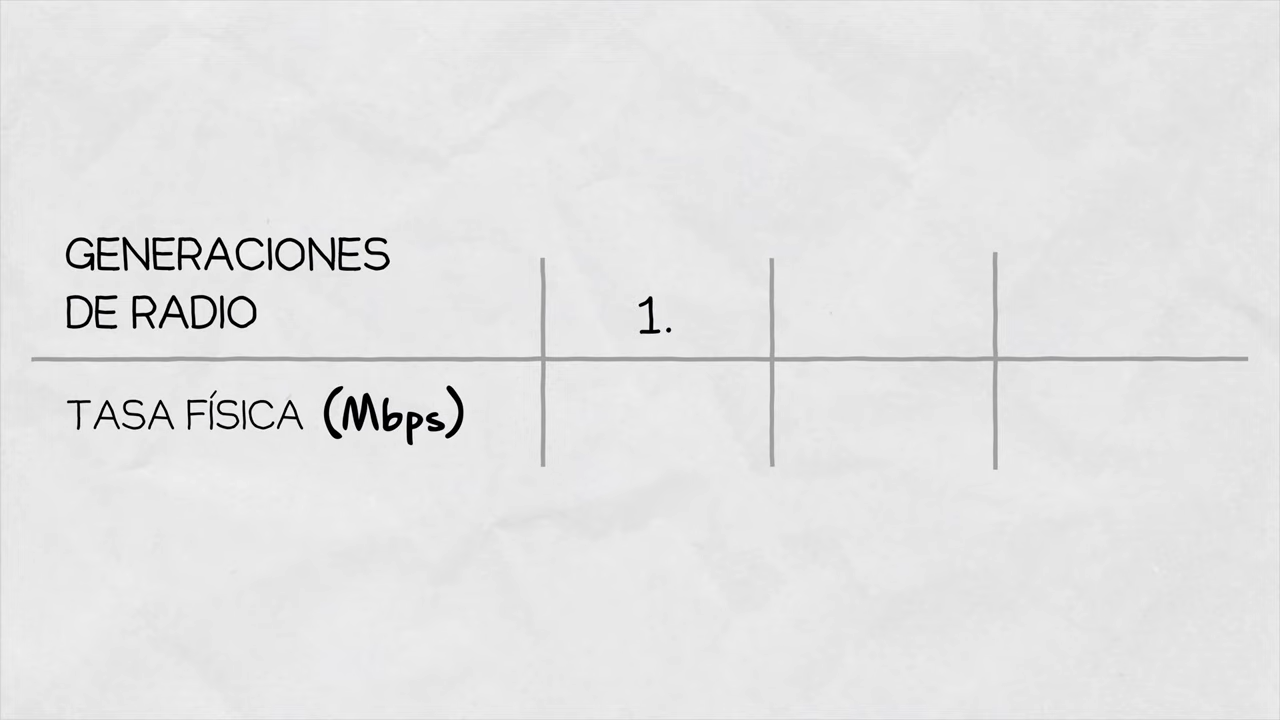 GENERACIONES
DE RADIO
1.
TASA FÍSICA (Mbps)